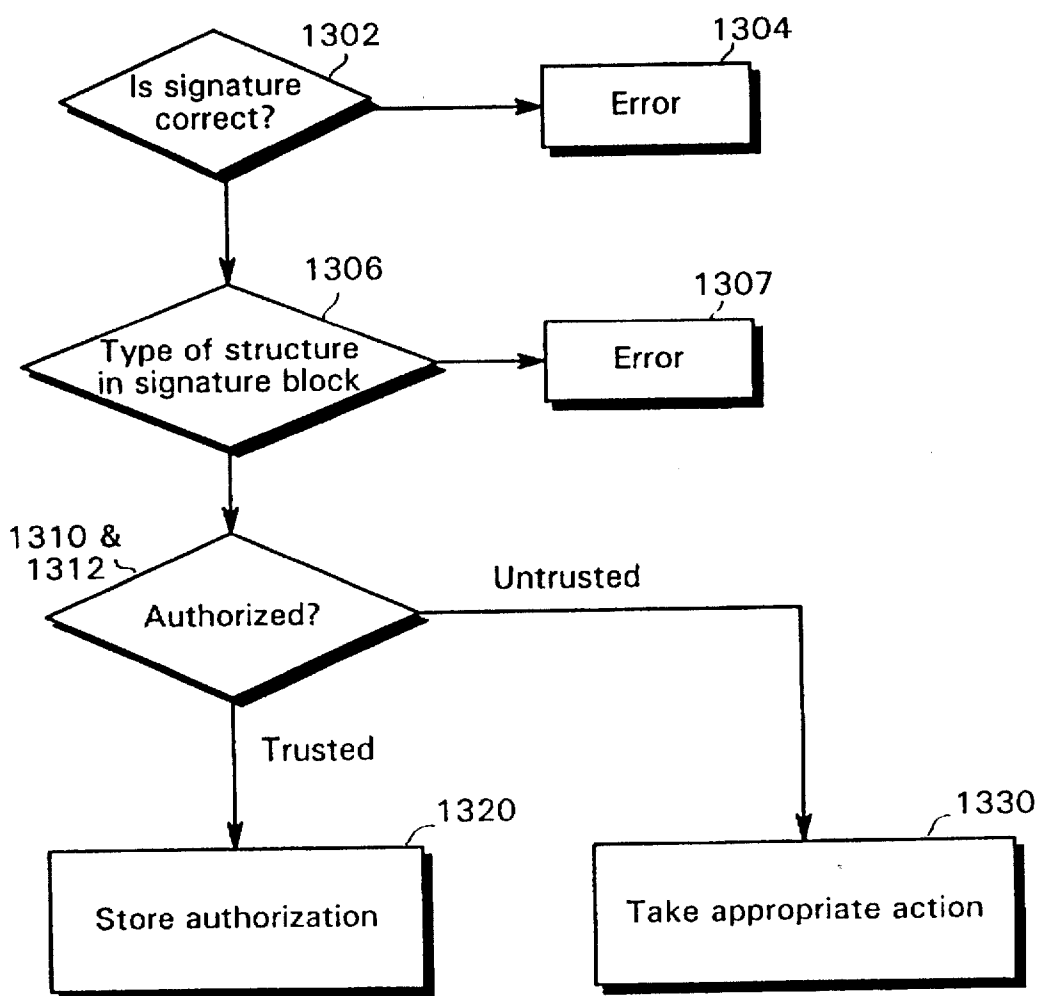 1302
Is signature
correct?
1304
Error
1306
Type of structure
in signature block
1307
Error
1310 &
1312
Authorized?
Untrusted
Trusted
1320
Store authorization
1330
Take appropriate action